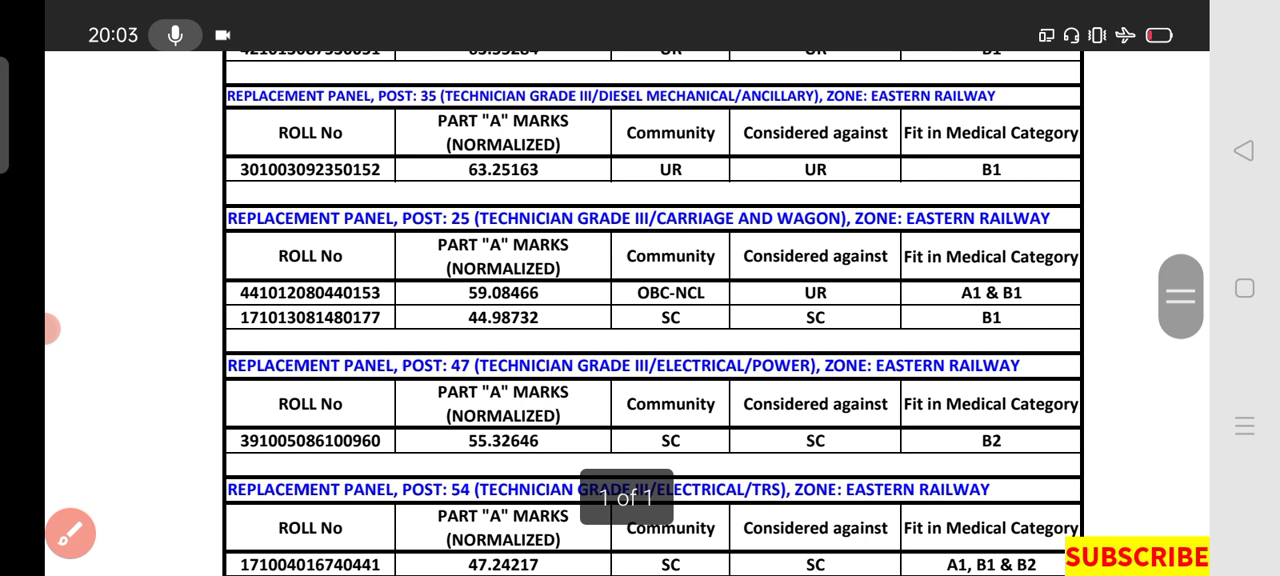 20:03
REPLACEMENT PANEL, POST: 35 (TECHNICIAN GRADE III/DIESEL MECHANICAL/ANCILLARY), ZONE: EASTERN RAILWAY
ROLL No PART "A" MARKS (NORMALIZED) Community Considered against Fit in Medical Category
301003092350152 63.25163 UR UR B1
REPLACEMENT PANEL, POST: 25 (TECHNICIAN GRADE III/CARRIAGE AND WAGON), ZONE: EASTERN RAILWAY
ROLL No PART "A" MARKS (NORMALIZED) Community Considered against Fit in Medical Category
441012080440153 59.08466 OBC-NCL UR A1 & B1
171013081480177 44.98732 SC SC B1
REPLACEMENT PANEL, POST: 47 (TECHNICIAN GRADE III/ELECTRICAL/POWER), ZONE: EASTERN RAILWAY
ROLL No PART "A" MARKS (NORMALIZED) Community Considered against Fit in Medical Category
391005086100960 55.32646 SC SC B2
REPLACEMENT PANEL, POST: 54 (TECHNICIAN GRADE III/ELECTRICAL/TRS), ZONE: EASTERN RAILWAY
1 of 1
ROLL No PART "A" MARKS (NORMALIZED) Community Considered against Fit in Medical Category
171004016740441 47.24217 SC SC A1, B1 & B2
SUBSCRIBE